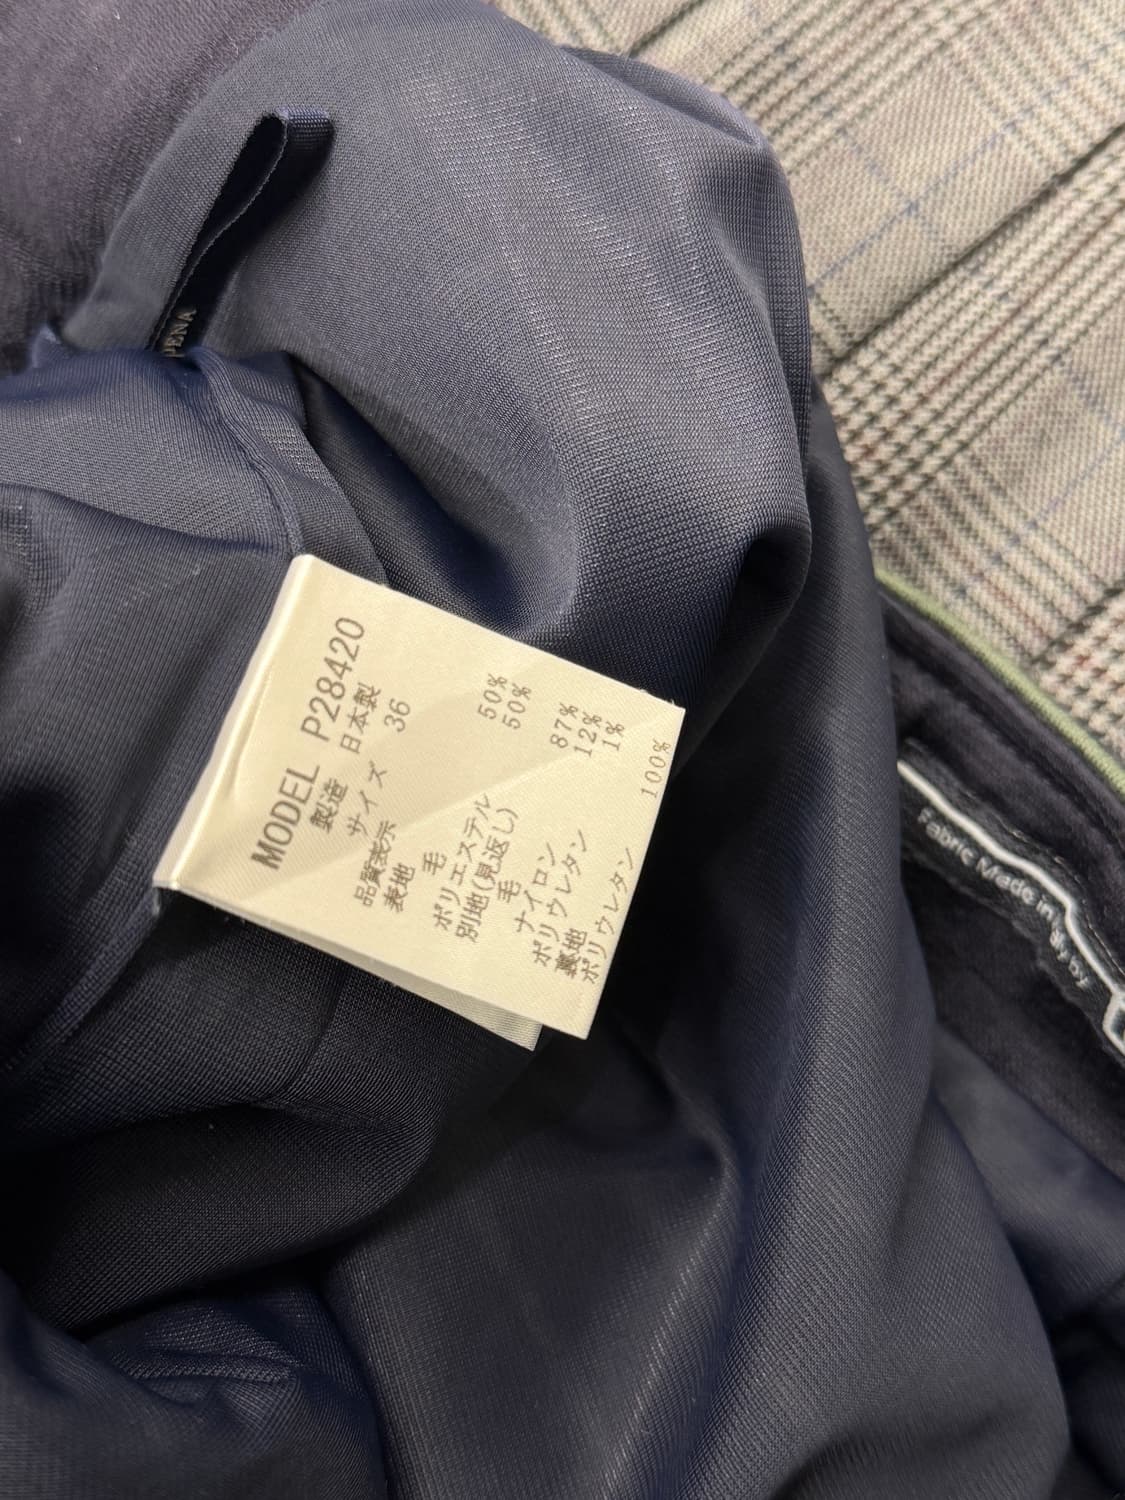 PENA
MODEL P28420
製造 日本製
サイズ 36
品質表示
表地
毛 50%
ポリエステル 50%
別地(見返し)
毛 87%
ナイロン 12%
ポリウレタン 1%
裏地
ポリウレタン 100%
Fabric Made in
by